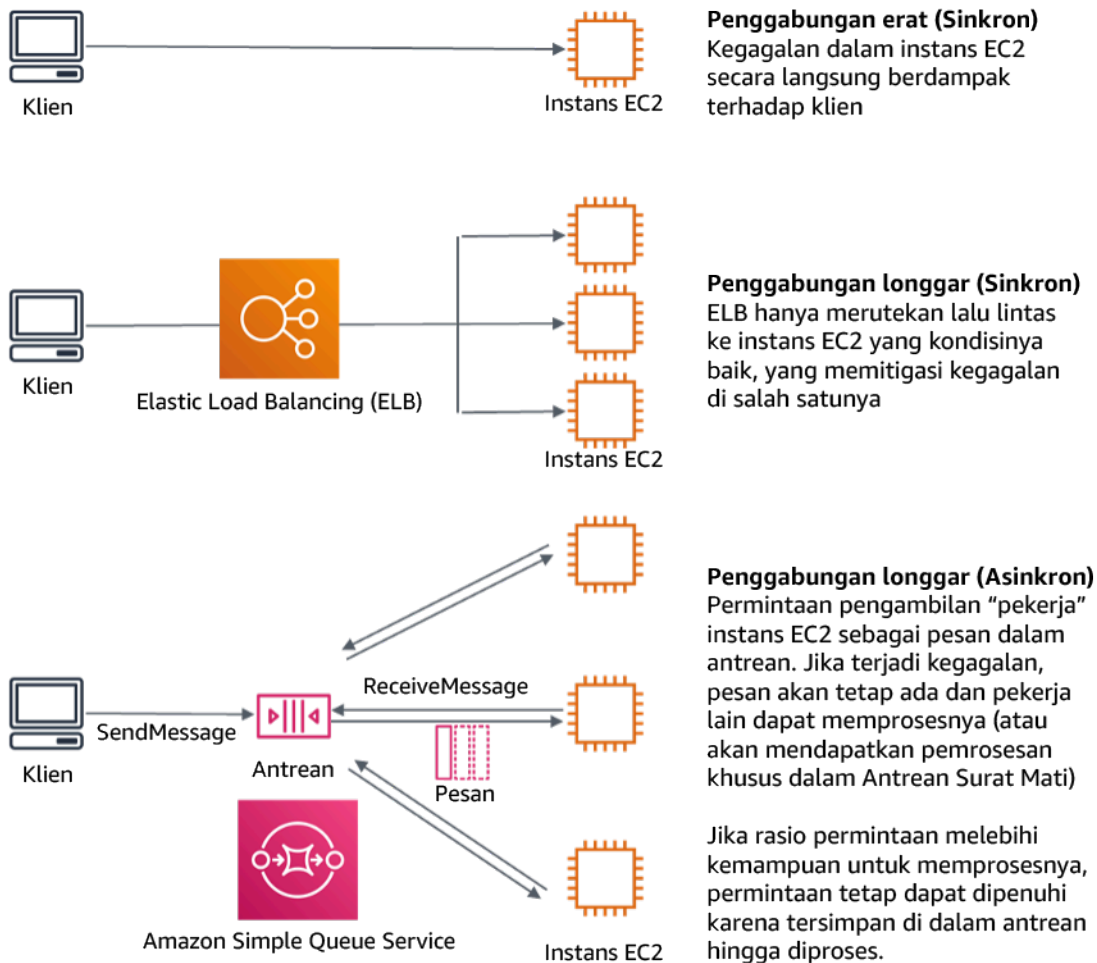 Klien
Instans EC2
Penggabungan erat (Sinkron)
Kegagalan dalam instans EC2
secara langsung berdampak
terhadap klien
Klien
Elastic Load Balancing (ELB)
Instans EC2
Penggabungan longgar (Sinkron)
ELB hanya merutekan lalu lintas
ke instans EC2 yang kondisinya
baik, yang memitigasi kegagalan
di salah satunya
Klien
SendMessage
Antrean
ReceiveMessage
Pesan
Amazon Simple Queue Service
Instans EC2
Penggabungan longgar (Asinkron)
Permintaan pengambilan “pekerja”
instans EC2 sebagai pesan dalam
antrean. Jika terjadi kegagalan,
pesan akan tetap ada dan pekerja
lain dapat memprosesnya (atau
akan mendapatkan pemrosesan
khusus dalam Antrean Surat Mati)
Jika rasio permintaan melebihi
kemampuan untuk memprosesnya,
permintaan tetap dapat dipenuhi
karena tersimpan di dalam antrean
hingga diproses.